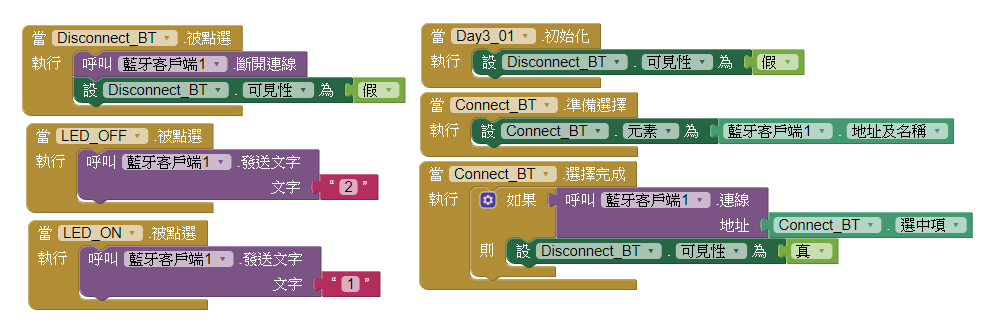 當 Disconnect_BT .被點選
執行 呼叫 藍牙客戶端1 .斷開連線
設 Disconnect_BT . 可見性 為 假
當 LED_OFF .被點選
執行 呼叫 藍牙客戶端1 .發送文字
文字 “ 2 ”
當 LED_ON .被點選
執行 呼叫 藍牙客戶端1 .發送文字
文字 “ 1 ”
當 Day3_01 .初始化
執行 設 Disconnect_BT . 可見性 為 假
當 Connect_BT .準備選擇
執行 設 Connect_BT . 元素 為 藍牙客戶端1 . 地址及名稱
當 Connect_BT .選擇完成
執行 如果 呼叫 藍牙客戶端1 .連線
地址 Connect_BT . 選中項
則 設 Disconnect_BT . 可見性 為 真